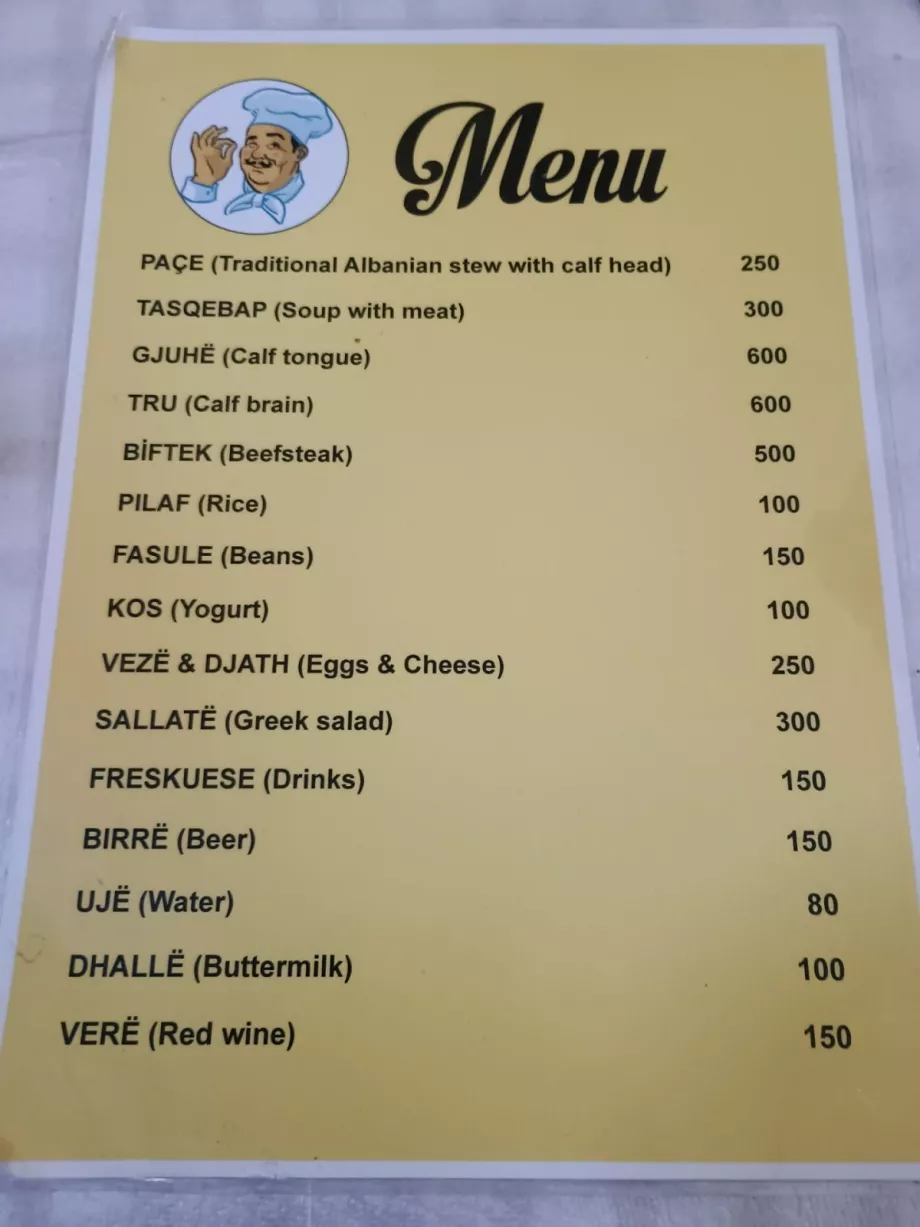 Menu
PAÇE (Traditional Albanian stew with calf head) 250
TASQEBAP (Soup with meat) 300
GJUHË (Calf tongue) 600
TRU (Calf brain) 600
BİFTEK (Beefsteak) 500
PILAF (Rice) 100
FASULE (Beans) 150
KOS (Yogurt) 100
VEZË & DJATH (Eggs & Cheese) 250
SALLATË (Greek salad) 300
FRESKUESE (Drinks) 150
BIRRË (Beer) 150
UJË (Water) 80
DHALLË (Buttermilk) 100
VERË (Red wine) 150